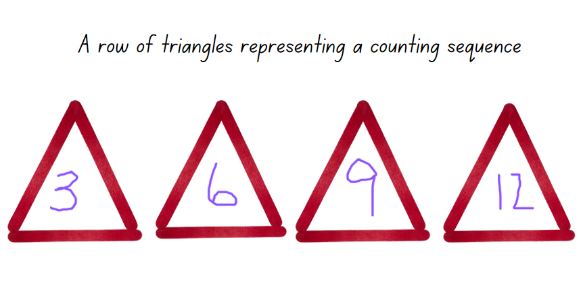 A row of triangles representing a counting sequence
3 6 9 12